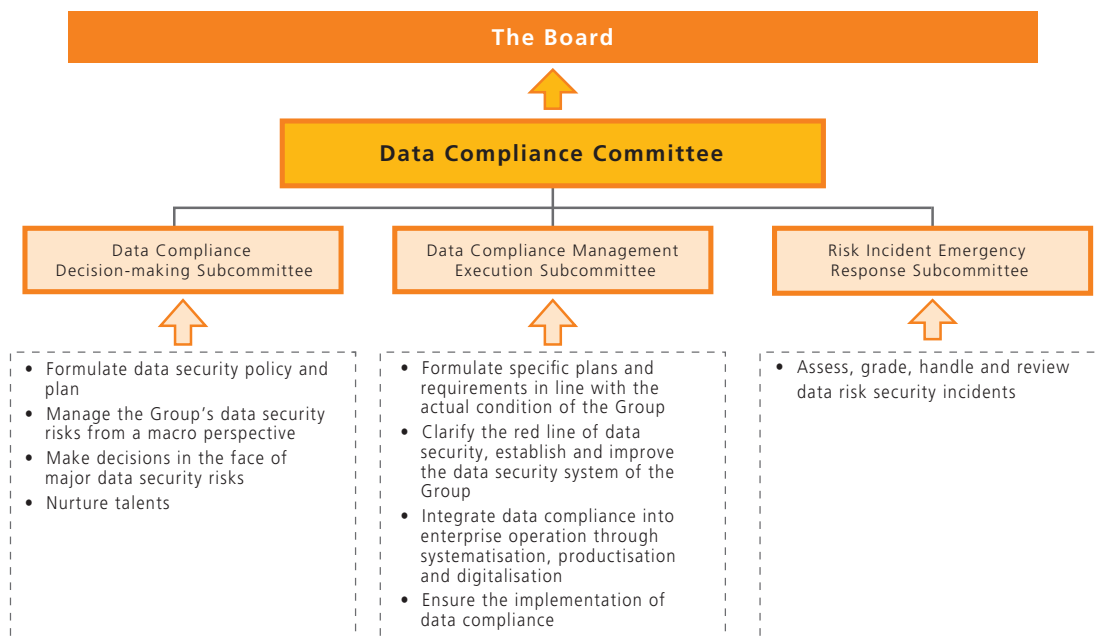 The Board
Data Compliance Committee
Data Compliance
Decision-making Subcommittee
Data Compliance Management
Execution Subcommittee
Risk Incident Emergency
Response Subcommittee
• Formulate data security policy and
plan
• Manage the Group’s data security
risks from a macro perspective
• Make decisions in the face of
major data security risks
• Nurture talents
• Formulate specific plans and
requirements in line with the
actual condition of the Group
• Clarify the red line of data
security, establish and improve
the data security system of the
Group
• Integrate data compliance into
enterprise operation through
systematisation, productisation
and digitalisation
• Ensure the implementation of
data compliance
• Assess, grade, handle and review
data risk security incidents